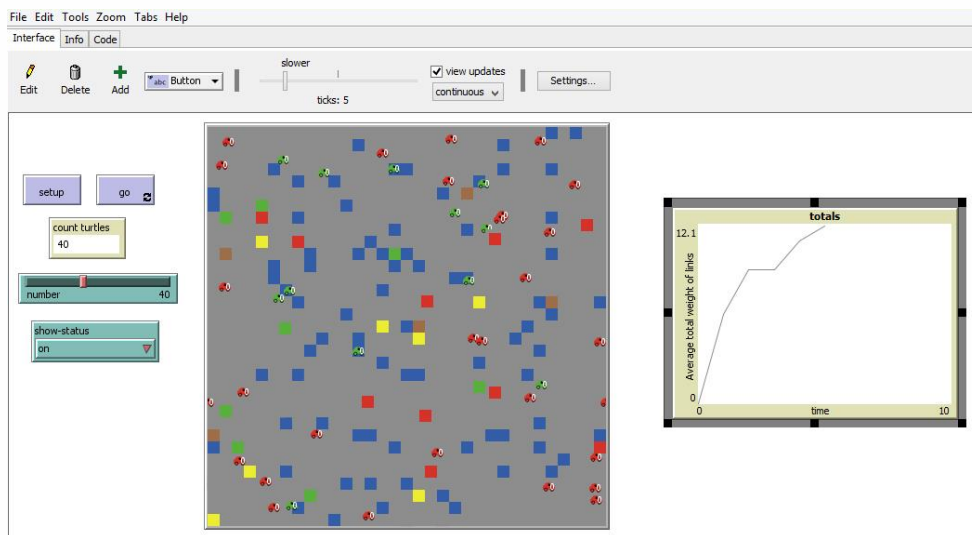 File Edit Tools Zoom Tabs Help
Interface Info Code
Edit Delete Add
abc Button
slower
ticks: 5
view updates
continuous
Settings...
setup
go
count turtles
40
number 40
show-status
on
totals
12.1
Average total weight of links
0
0 time 10